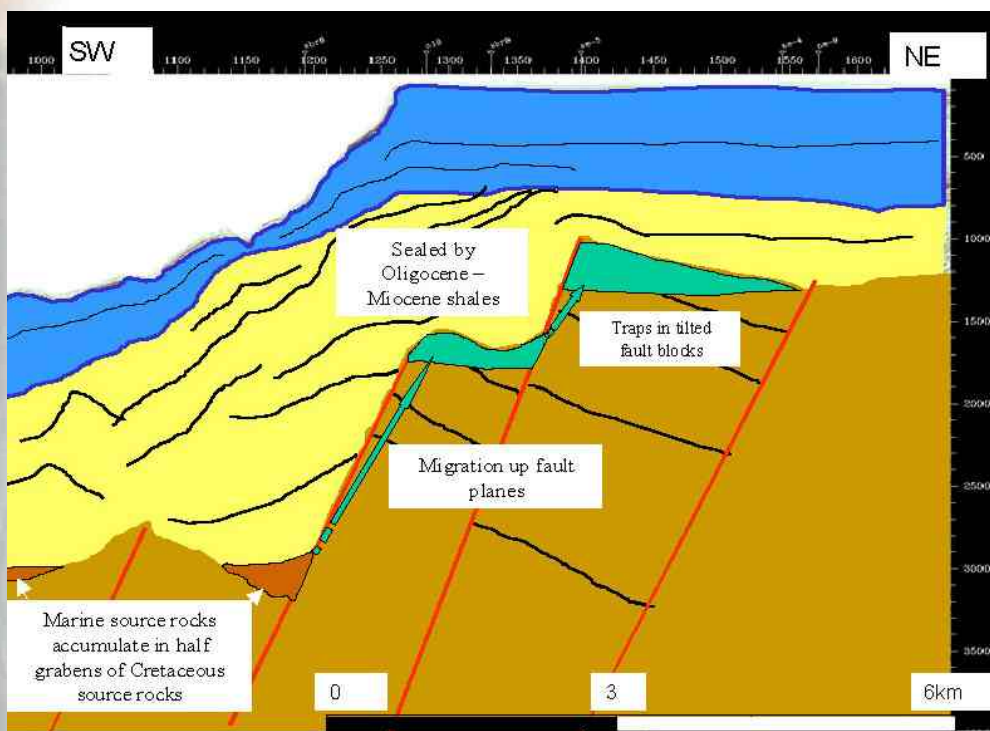 SW
NE
1000 1100 1200 1250 1300 1350 1400 1450 1500 1550 1600
500
1000
1500
2000
2500
3000
3500
Sealed by
Oligocene –
Miocene shales
Traps in tilted
fault blocks
Migration up fault
planes
Marine source rocks
accumulate in half
grabens of Cretaceous
source rocks
0 3 6km